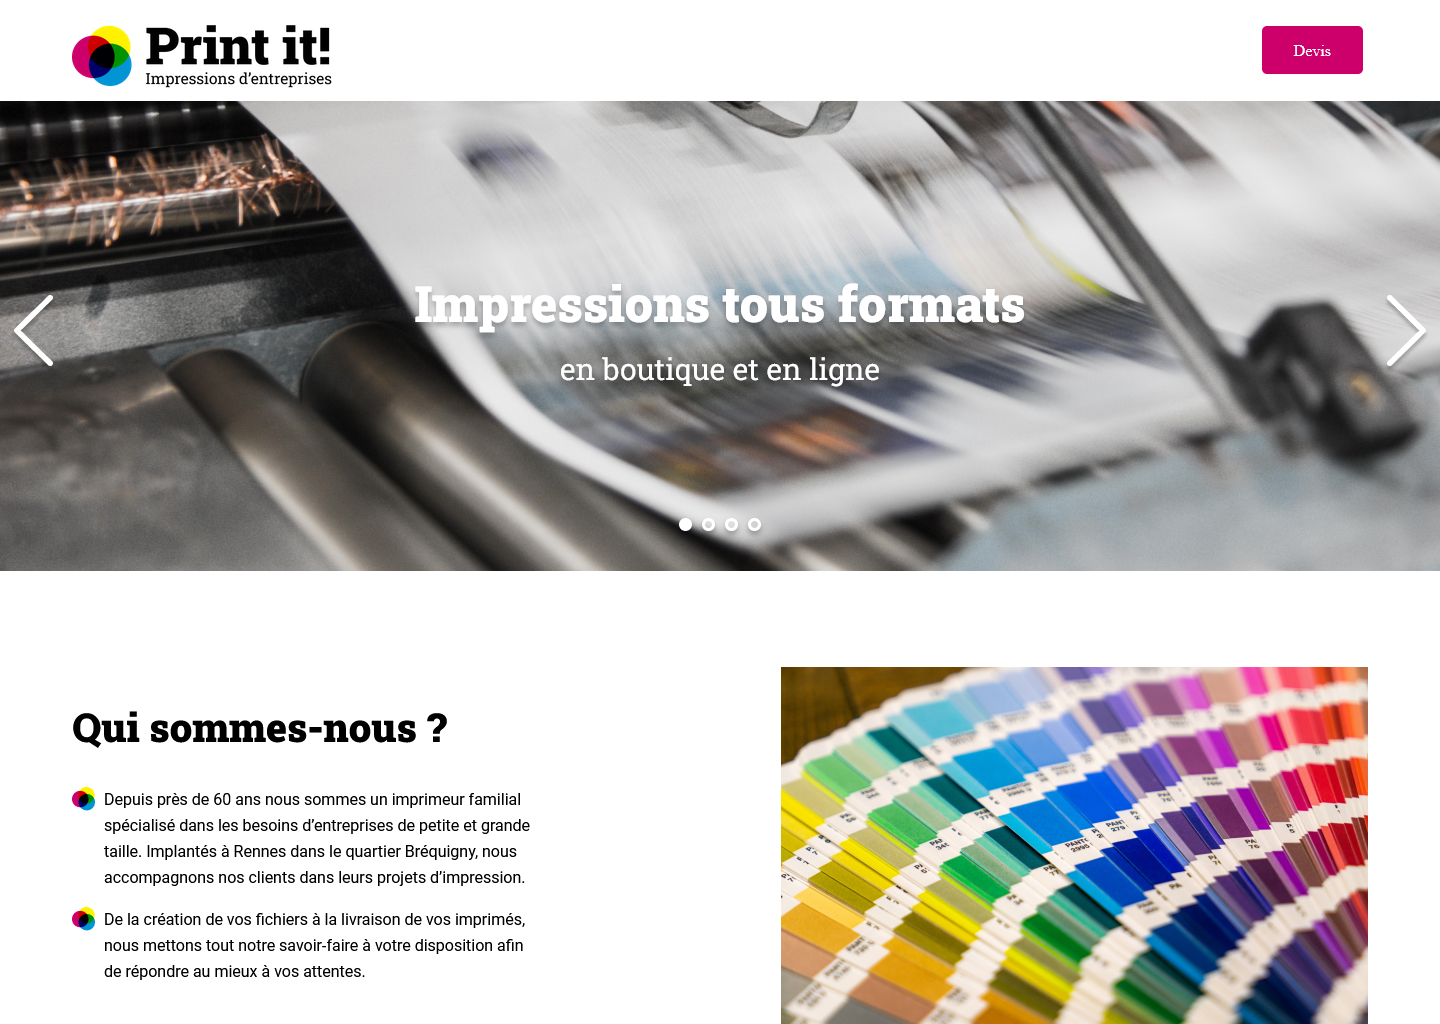 Print it!
Impressions d’entreprises
Devis
Impressions tous formats
en boutique et en ligne
Qui sommes-nous ?
Depuis près de 60 ans nous sommes un imprimeur familial
spécialisé dans les besoins d’entreprises de petite et grande
taille. Implantés à Rennes dans le quartier Bréquigny, nous
accompagnons nos clients dans leurs projets d’impression.
De la création de vos fichiers à la livraison de vos imprimés,
nous mettons tout notre savoir-faire à votre disposition afin
de répondre au mieux à vos attentes.